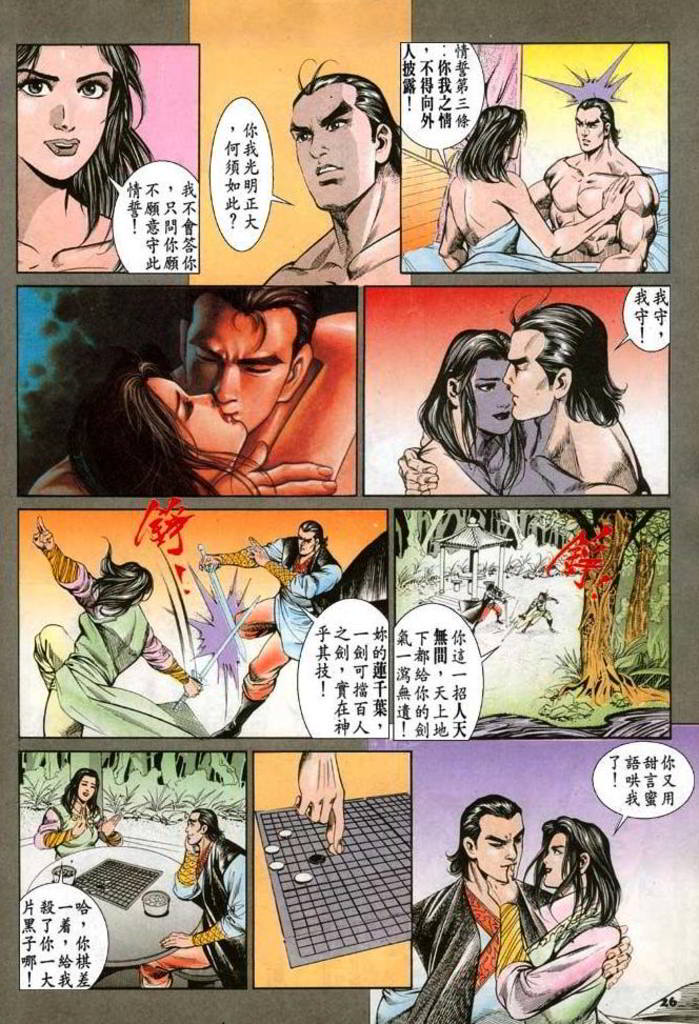 情誓第三條
：你我之情
，不得向外
人披露！
你我光明正大
，何須如此？
我不會答你
，只問你願
不願意守此
情誓！
我守，
我守！
錚！
妳的蓮千葉，
一劍可擋百人
之劍，實在神
乎其技！
錚！
你這一招人天
無間，天上地
下都給你的劍
氣一瀉無遺！
哈，你棋差
一着，給我
殺了你一大
片黑子哪！
你又用
甜言蜜
語哄我
了！
26